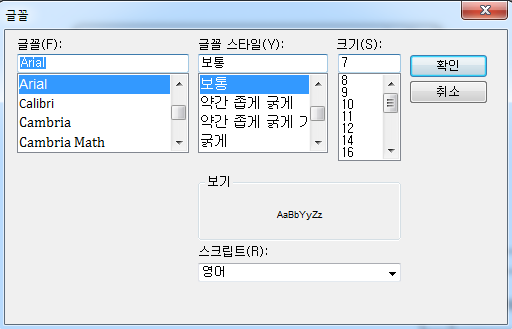 글꼴
글꼴(F):
Arial
Arial
Calibri
Cambria
Cambria Math
글꼴 스타일(Y):
보통
보통
약간 좁게 굵게
약간 좁게 굵게 기
굵게
크기(S):
7
8
9
10
11
12
14
16
확인
취소
보기
AaBbYyZz
스크립트(R):
영어